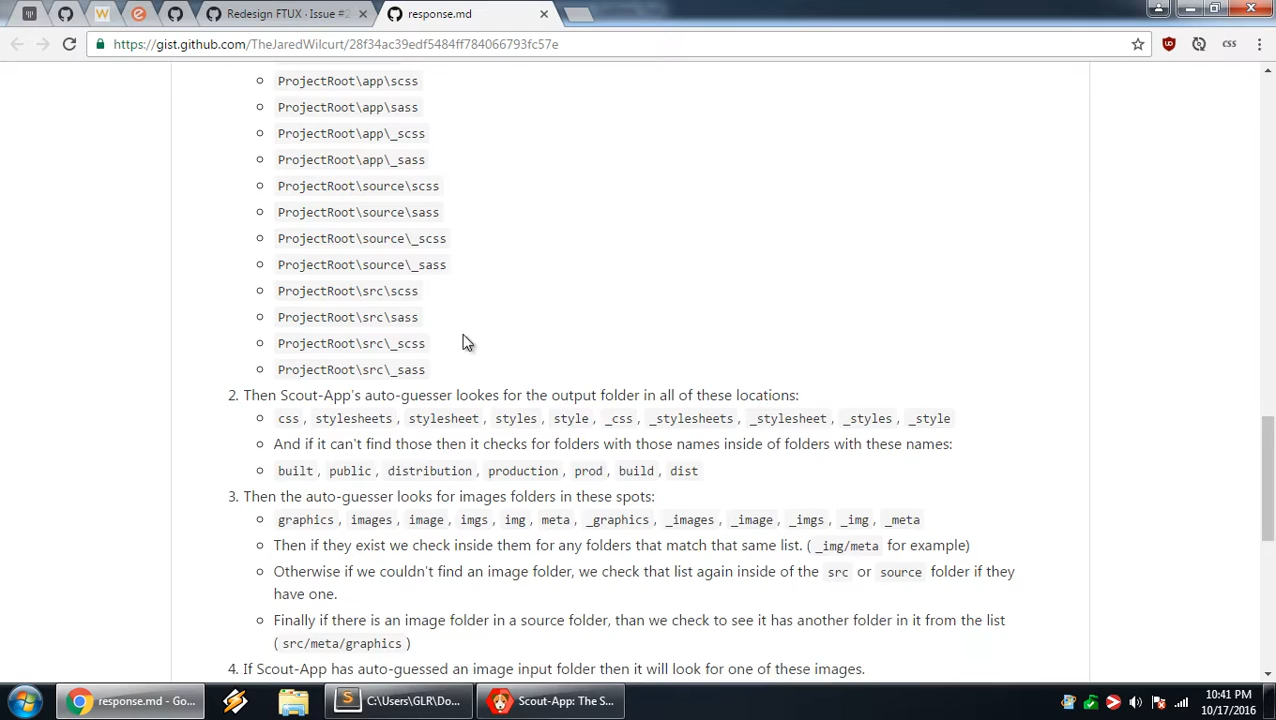 Redesign FTUX · Issue #2
response.md
https://gist.github.com/TheJaredWilcurt/28f34ac39edf5484ff784066793fc57e
css
ProjectRoot\app\scss
ProjectRoot\app\sass
ProjectRoot\app\_scss
ProjectRoot\app\_sass
ProjectRoot\source\scss
ProjectRoot\source\sass
ProjectRoot\source\_scss
ProjectRoot\source\_sass
ProjectRoot\src\scss
ProjectRoot\src\sass
ProjectRoot\src\_scss
ProjectRoot\src\_sass
2. Then Scout-App's auto-guesser lookes for the output folder in all of these locations:
css, stylesheets, stylesheet, styles, style, _css, _stylesheets, _stylesheet, _styles, _style
And if it can't find those then it checks for folders with those names inside of folders with these names:
built, public, distribution, production, prod, build, dist
3. Then the auto-guesser looks for images folders in these spots:
graphics, images, image, imgs, img, meta, _graphics, _images, _image, _imgs, _img, _meta
Then if they exist we check inside them for any folders that match that same list. ( _img/meta for example)
Otherwise if we couldn't find an image folder, we check that list again inside of the src or source folder if they
have one.
Finally if there is an image folder in a source folder, than we check to see it has another folder in it from the list
( src/meta/graphics )
4. If Scout-App has auto-guessed an image input folder then it will look for one of these images.
response.md - Go...
C:\Users\GLR\Do...
Scout-App: The S...
10:41 PM
10/17/2016